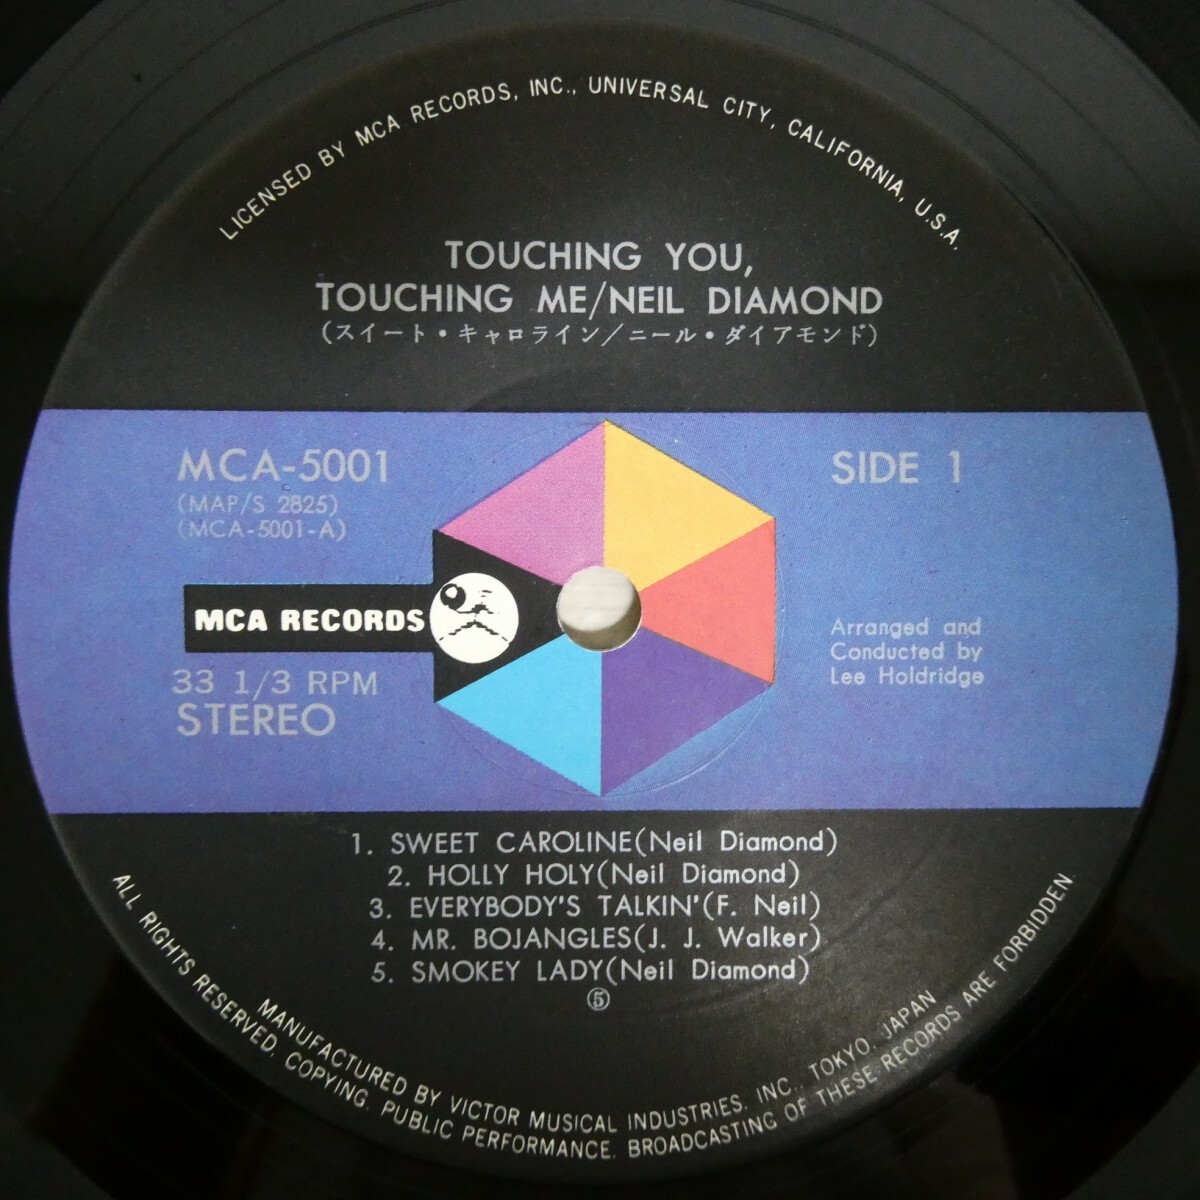 LICENSED BY MCA RECORDS, INC., UNIVERSAL CITY, CALIFORNIA, U.S.A.
TOUCHING YOU,
TOUCHING ME/NEIL DIAMOND
(スイート・キャロライン/ニール・ダイアモンド)
MCA-5001
(MAP/S 2825)
(MCA-5001-A)
SIDE 1
MCA RECORDS
33 1/3 RPM
STEREO
Arranged and
Conducted by
Lee Holdridge
1. SWEET CAROLINE(Neil Diamond)
2. HOLLY HOLY(Neil Diamond)
3. EVERYBODY'S TALKIN'(F. Neil)
4. MR. BOJANGLES(J. J. Walker)
5. SMOKEY LADY(Neil Diamond)
⑤
MANUFACTURED BY VICTOR MUSICAL INDUSTRIES, INC., TOKYO, JAPAN
ALL RIGHTS RESERVED. COPYING, PUBLIC PERFORMANCE, BROADCASTING OF THESE RECORDS ARE FORBIDDEN